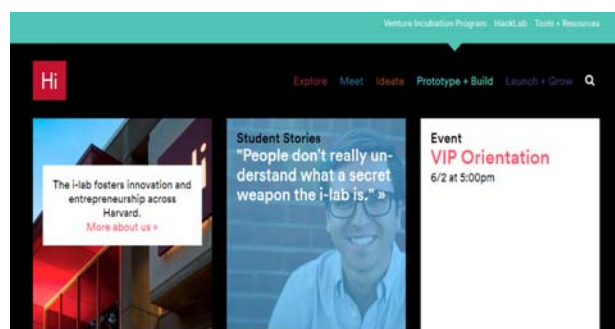 Venture Incubation Program HackLab Tools + Resources
Hi Explore Meet Ideate Prototype + Build Launch + Grow
The i-lab fosters innovation and
entrepreneurship across
Harvard.
More about us »
Student Stories
"People don't really un-
derstand what a secret
weapon the i-lab is." »
Event
VIP Orientation
6/2 at 5:00pm